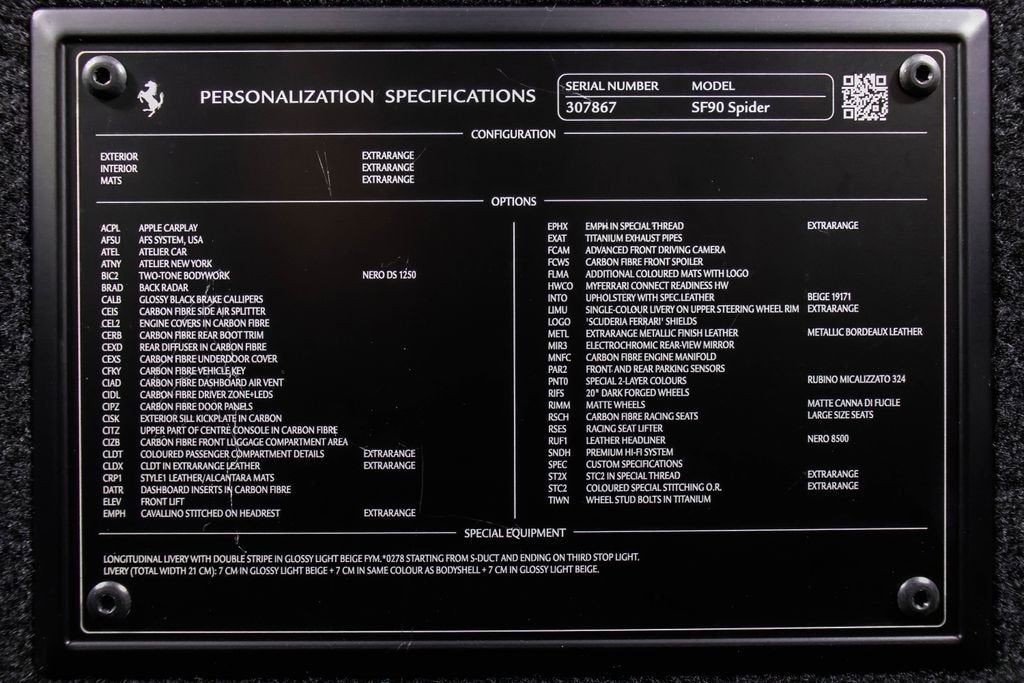 PERSONALIZATION SPECIFICATIONS
SERIAL NUMBER MODEL
307867 SF90 Spider
CONFIGURATION
EXTERIOR EXTRARANGE
INTERIOR EXTRARANGE
MATS EXTRARANGE
OPTIONS
ACPL APPLE CARPLAY
AFSU AFS SYSTEM, USA
ATEL ATELIER CAR
ATNY ATELIER NEW YORK
BIC2 TWO-TONE BODYWORK NERO DS 1250
BRAD BACK RADAR
CALB GLOSSY BLACK BRAKE CALLIPERS
CEIS CARBON FIBRE SIDE AIR SPLITTER
CEL2 ENGINE COVERS IN CARBON FIBRE
CERB CARBON FIBRE REAR BOOT TRIM
CEXD REAR DIFFUSER IN CARBON FIBRE
CEXS CARBON FIBRE UNDERDOOR COVER
CFKY CARBON FIBRE VEHICLE KEY
CIAD CARBON FIBRE DASHBOARD AIR VENT
CIDL CARBON FIBRE DRIVER ZONE+LEDS
CIPZ CARBON FIBRE DOOR PANELS
CISK EXTERIOR SILL KICKPLATE IN CARBON
CITZ UPPER PART OF CENTRE CONSOLE IN CARBON FIBRE
CIZB CARBON FIBRE FRONT LUGGAGE COMPARTMENT AREA
CLDT COLOURED PASSENGER COMPARTMENT DETAILS EXTRARANGE
CLDX CLDT IN EXTRARANGE LEATHER EXTRARANGE
CRP1 STYLE1 LEATHER/ALCANTARA MATS
DATR DASHBOARD INSERTS IN CARBON FIBRE
ELEV FRONT LIFT
EMPH CAVALLINO STITCHED ON HEADREST EXTRARANGE
EPHX EMPH IN SPECIAL THREAD EXTRARANGE
EXAT TITANIUM EXHAUST PIPES
FCAM ADVANCED FRONT DRIVING CAMERA
FCWS CARBON FIBRE FRONT SPOILER
FLMA ADDITIONAL COLOURED MATS WITH LOGO
HWCO MYFERRARI CONNECT READINESS HW
INTO UPHOLSTERY WITH SPEC.LEATHER BEIGE 19171
LIMU SINGLE-COLOUR LIVERY ON UPPER STEERING WHEEL RIM EXTRARANGE
LOGO 'SCUDERIA FERRARI' SHIELDS
METL EXTRARANGE METALLIC FINISH LEATHER METALLIC BORDEAUX LEATHER
MIR3 ELECTROCHROMIC REAR-VIEW MIRROR
MNFC CARBON FIBRE ENGINE MANIFOLD
PAR2 FRONT AND REAR PARKING SENSORS
PNT0 SPECIAL 2-LAYER COLOURS RUBINO MICALIZZATO 324
RIFS 20" DARK FORGED WHEELS
RIMM MATTE WHEELS MATTE CANNA DI FUCILE
RSCH CARBON FIBRE RACING SEATS LARGE SIZE SEATS
RSES RACING SEAT LIFTER
RUF1 LEATHER HEADLINER NERO 8500
SNDH PREMIUM HI-FI SYSTEM
SPEC CUSTOM SPECIFICATIONS
ST2X STC2 IN SPECIAL THREAD EXTRARANGE
STC2 COLOURED SPECIAL STITCHING O.R. EXTRARANGE
TIWN WHEEL STUD BOLTS IN TITANIUM
SPECIAL EQUIPMENT
LONGITUDINAL LIVERY WITH DOUBLE STRIPE IN GLOSSY LIGHT BEIGE FYM.*0278 STARTING FROM S-DUCT AND ENDING ON THIRD STOP LIGHT.
LIVERY (TOTAL WIDTH 21 CM): 7 CM IN GLOSSY LIGHT BEIGE + 7 CM IN SAME COLOUR AS BODYSHELL + 7 CM IN GLOSSY LIGHT BEIGE.